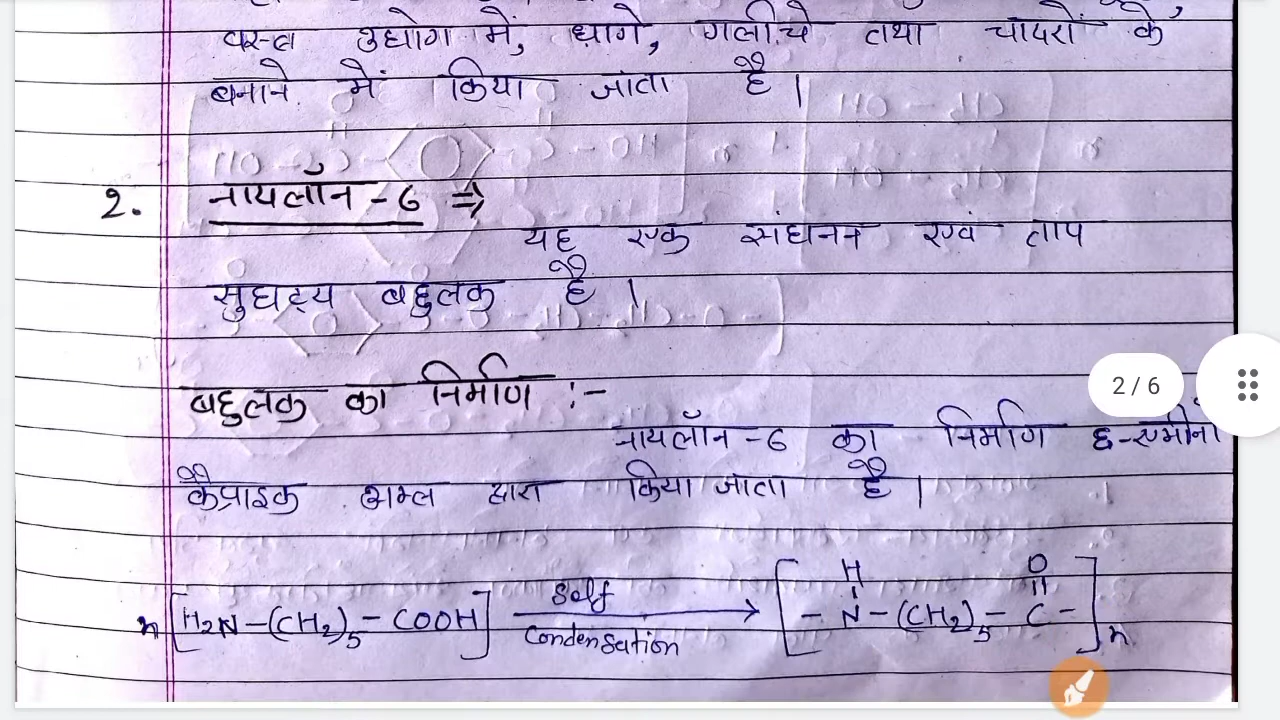 वस्त्र उद्योग में, धागे, गलीचे तथा चादरों के
बनाने में किया जाता है।
2. नायलॉन-6 ⇒
यह एक संघनन एवं ताप
सुघट्य बहुलक है।
बहुलक का निर्माण :-
2/6
नायलॉन-6 का निर्माण 6-एमीनो
कैप्राइक अम्ल द्वारा किया जाता है।
n[H₂N-(CH₂)₅-COOH] Self Condensation → [-N(H)-(CH₂)₅-C(=O)-]n